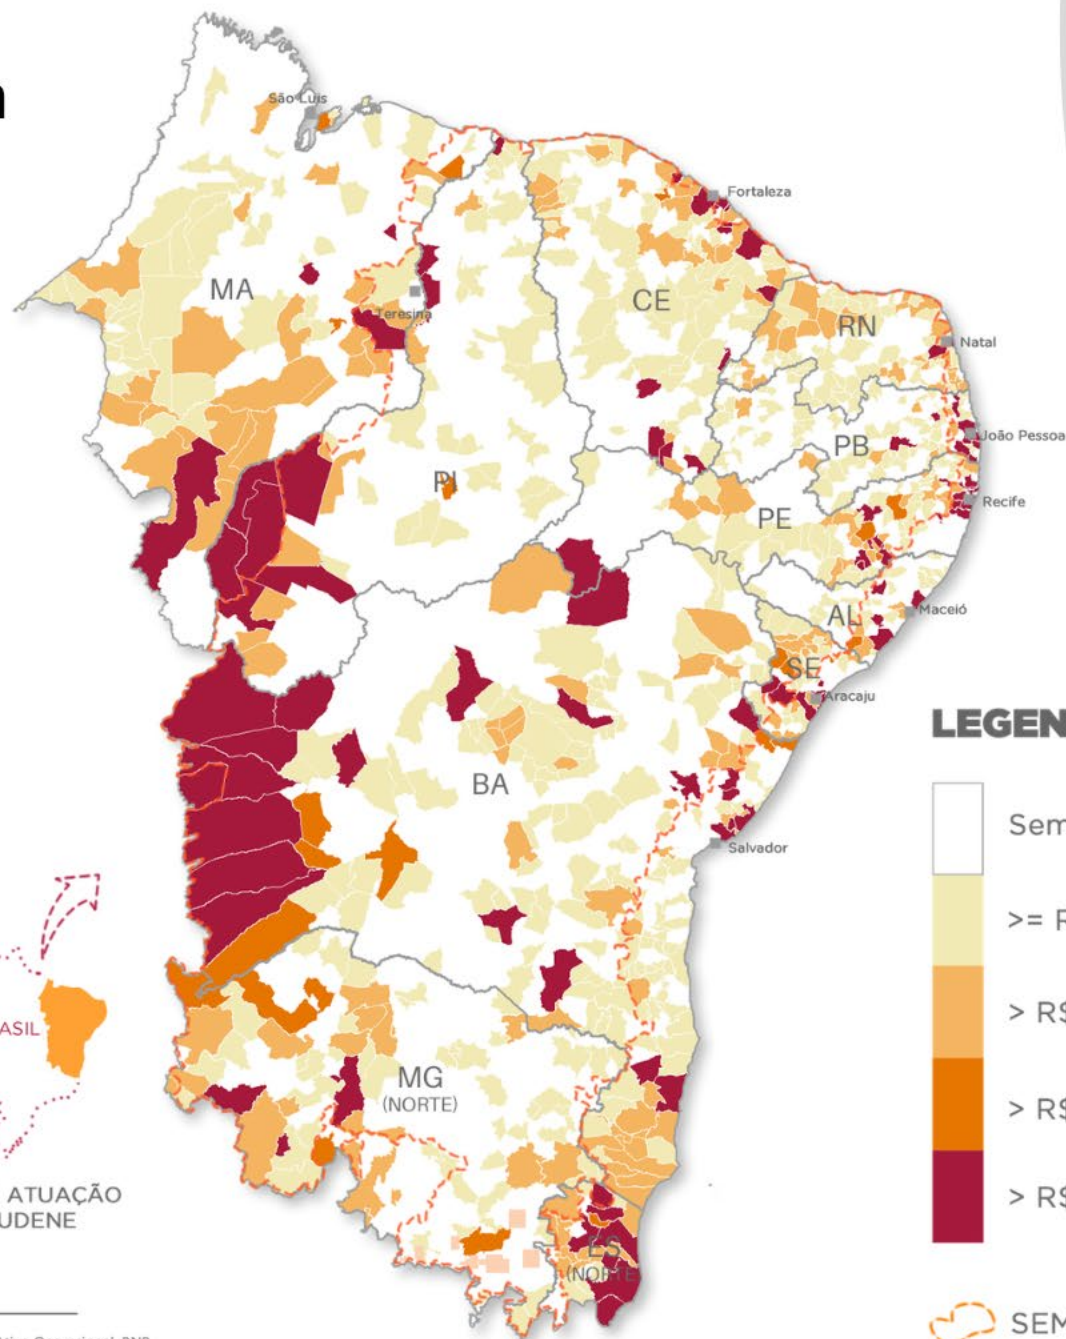 São Luís
Fortaleza
MA
Teresina
CE
RN
Natal
PB
João Pessoa
PI
Recife
PE
AL
Maceió
SE
Aracaju
LEGEN
Sem
BA
Salvador
>= R
> R$
ASIL
MG
(NORTE)
> R$
ATUAÇÃO
UDENE
> R$
ES
(NORTE)
SEM